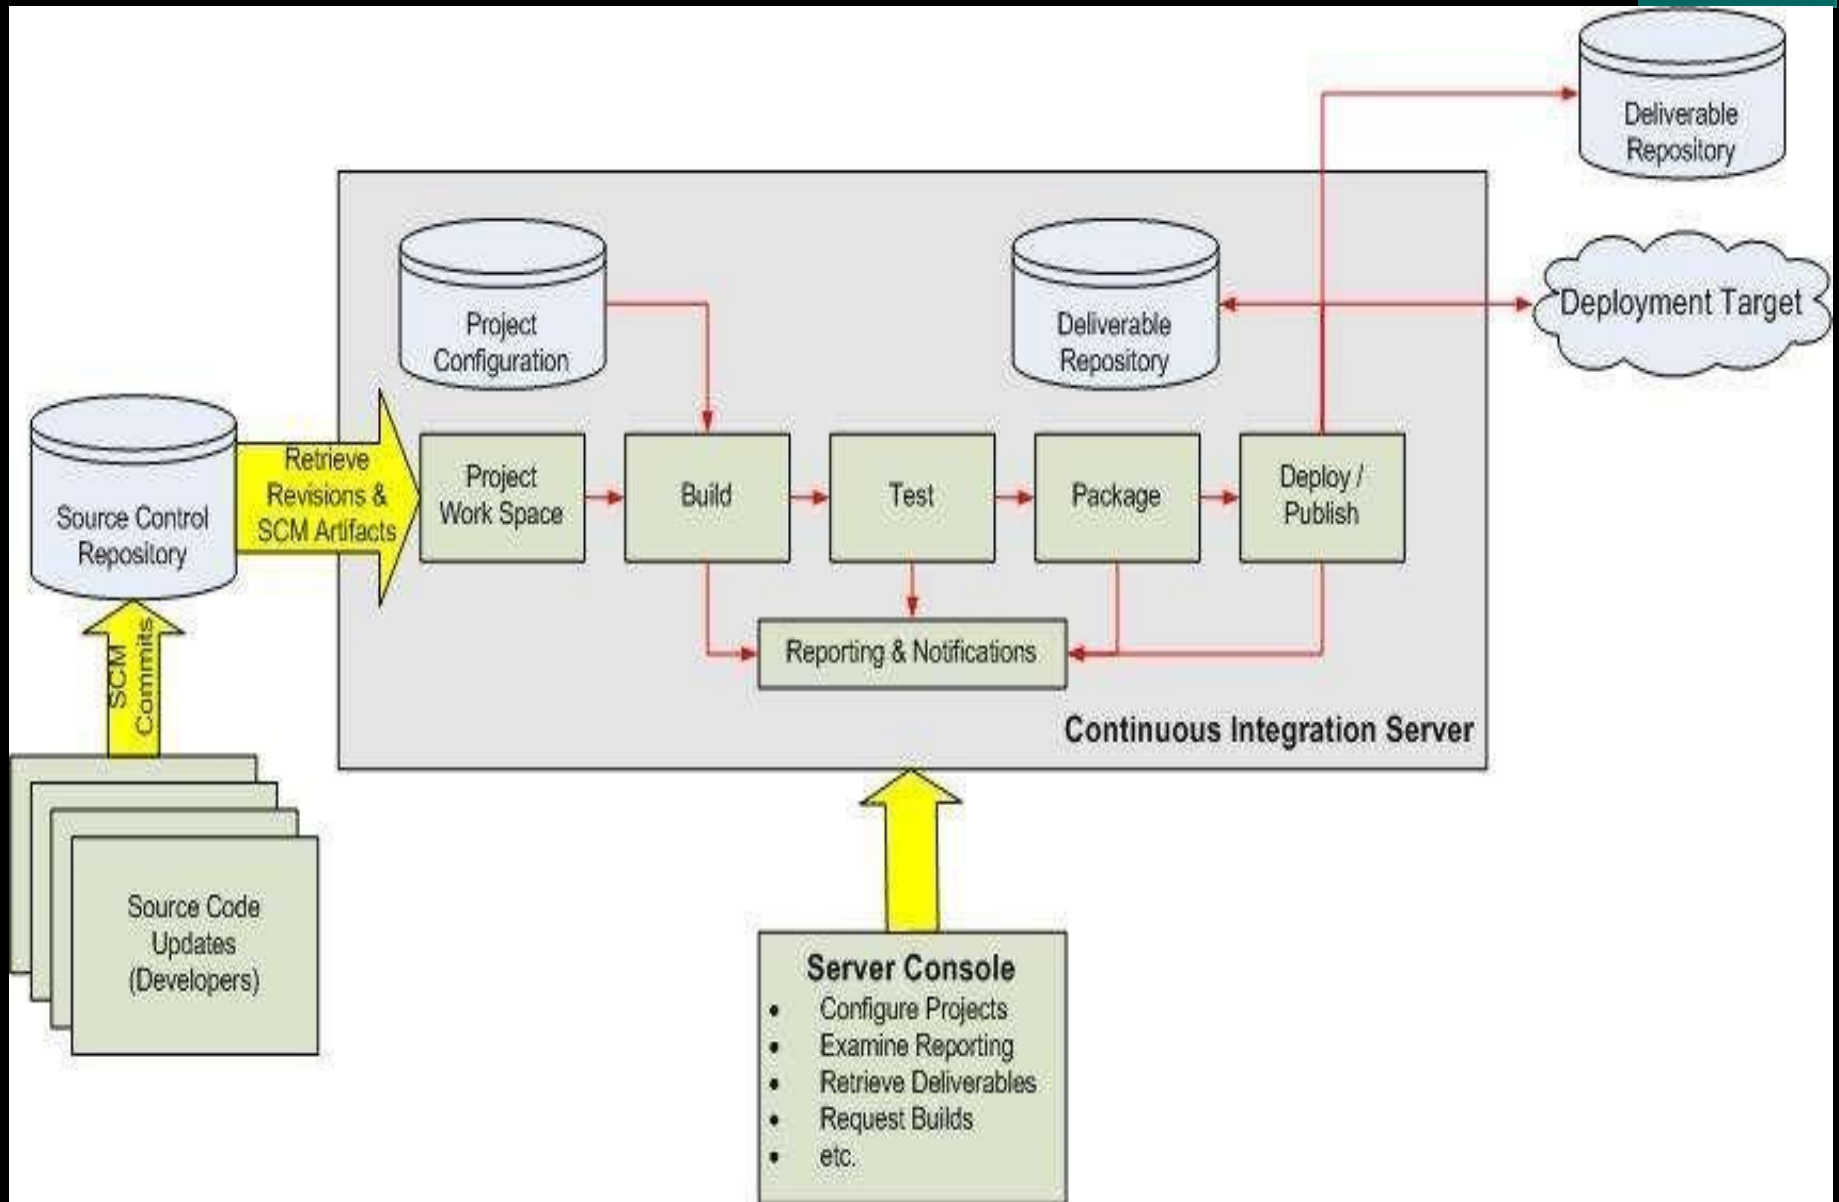 Deliverable
Repository
Project
Configuration
Deliverable
Repository
Deployment Target
Source Control
Repository
Retrieve
Revisions &
SCM Artifacts
Project
Work Space
Build
Test
Package
Deploy /
Publish
Reporting & Notifications
Continuous Integration Server
SCM
Commits
Source Code
Updates
(Developers)
Server Console
• Configure Projects
• Examine Reporting
• Retrieve Deliverables
• Request Builds
• etc.